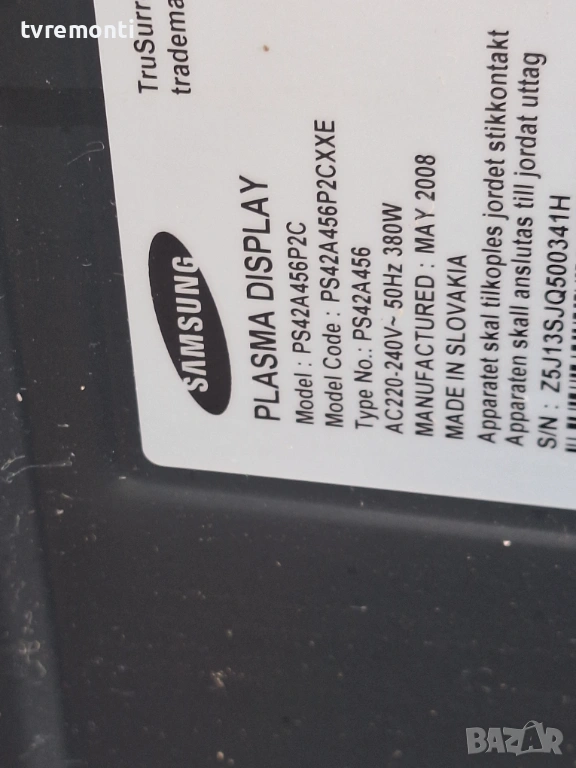 tvremonti
TruSurr
tradema
SAMSUNG
PLASMA DISPLAY
Model : PS42A456P2C
Model Code : PS42A456P2CXXE
Type No.: PS42A456
AC220-240V~ 50Hz 380W
MANUFACTURED : MAY 2008
MADE IN SLOVAKIA
Apparatet skal tilkoples jordet stikkontakt
Apparaten skall anslutas till jordat uttag
S/N : Z5J13SJQ500341H
BAZAR